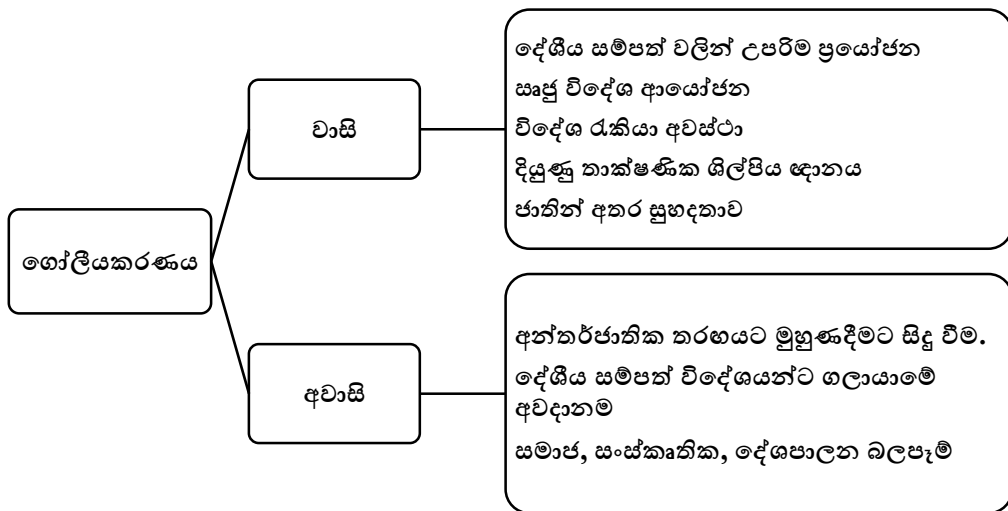 ගෝලීයකරණය
වාසි
දේශීය සම්පත් වලින් උපරිම ප්‍රයෝජන
ඍජු විදේශ ආයෝජන
විදේශ රැකියා අවස්ථා
දියුණු තාක්ෂණික ශිල්පිය ඥානය
ජාතින් අතර සුහදතාව
අවාසි
අන්තර්ජාතික තරඟයට මුහුණදීමට සිදු වීම.
දේශීය සම්පත් විදේශයන්ට ගලායාමේ
අවදානම
සමාජ, සංස්කෘතික, දේශපාලන බලපෑම්